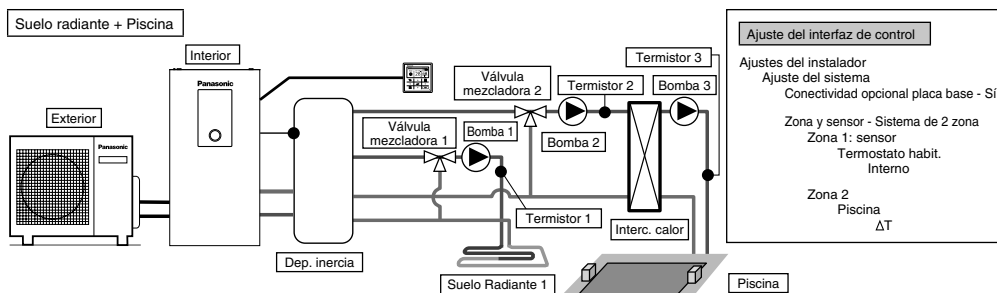 Suelo radiante + Piscina
Interior
Panasonic
Exterior
Panasonic
Válvula
mezcladora 1
Bomba 1
Válvula
mezcladora 2
Termistor 2
Bomba 2
Termistor 3
Bomba 3
Termistor 1
Interc. calor
Dep. inercia
Suelo Radiante 1
Piscina
Ajuste del interfaz de control
Ajustes del instalador
Ajuste del sistema
Conectividad opcional placa base - Sí
Zona y sensor - Sistema de 2 zona
Zona 1: sensor
Termostato habit.
Interno
Zona 2
Piscina
ΔT